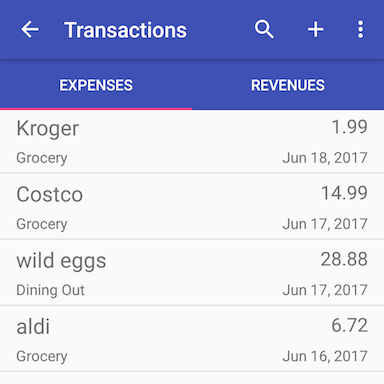 Transactions
EXPENSES REVENUES
Kroger 1.99
Grocery Jun 18, 2017
Costco 14.99
Grocery Jun 17, 2017
wild eggs 28.88
Dining Out Jun 17, 2017
aldi 6.72
Grocery Jun 16, 2017